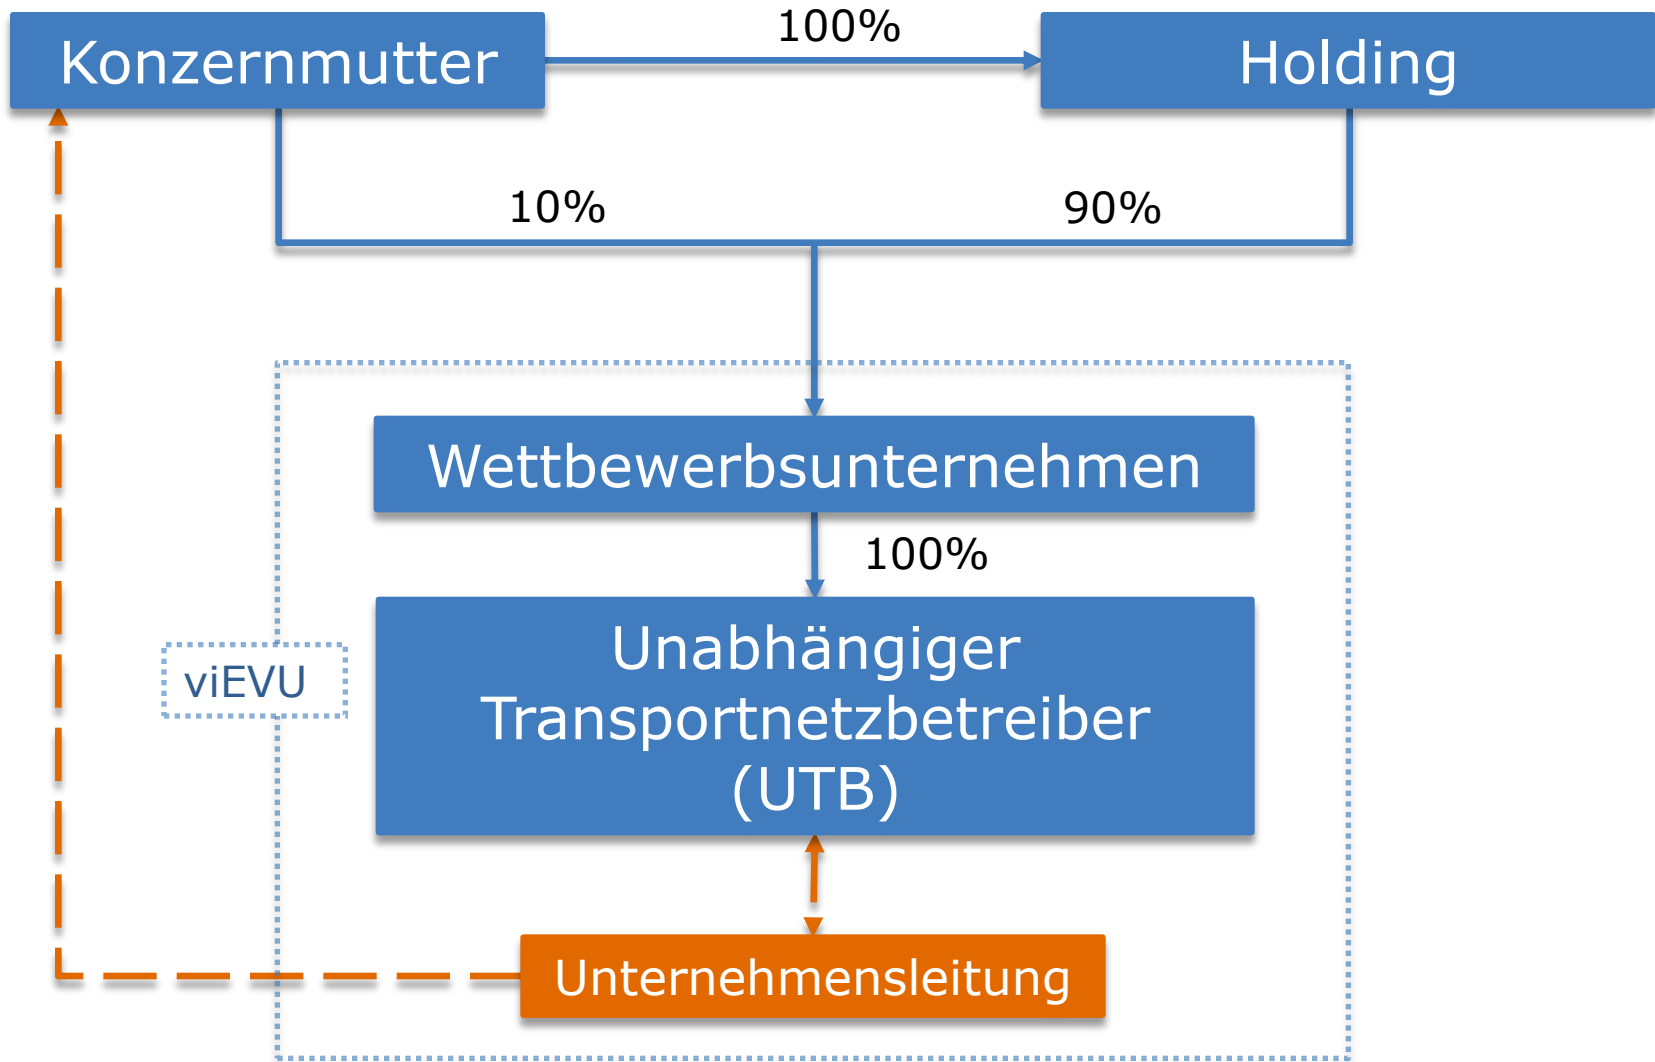 Konzernmutter
100%
Holding
10%
90%
Wettbewerbsunternehmen
100%
Unabhängiger
Transportnetzbetreiber
(UTB)
viEVU
Unternehmensleitung